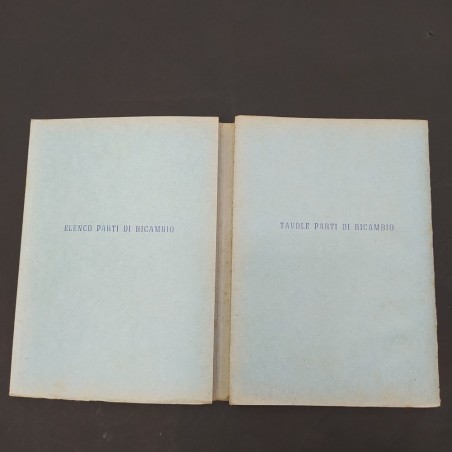 ELENCO PARTI DI RICAMBIO
TAVOLE PARTI DI RICAMBIO